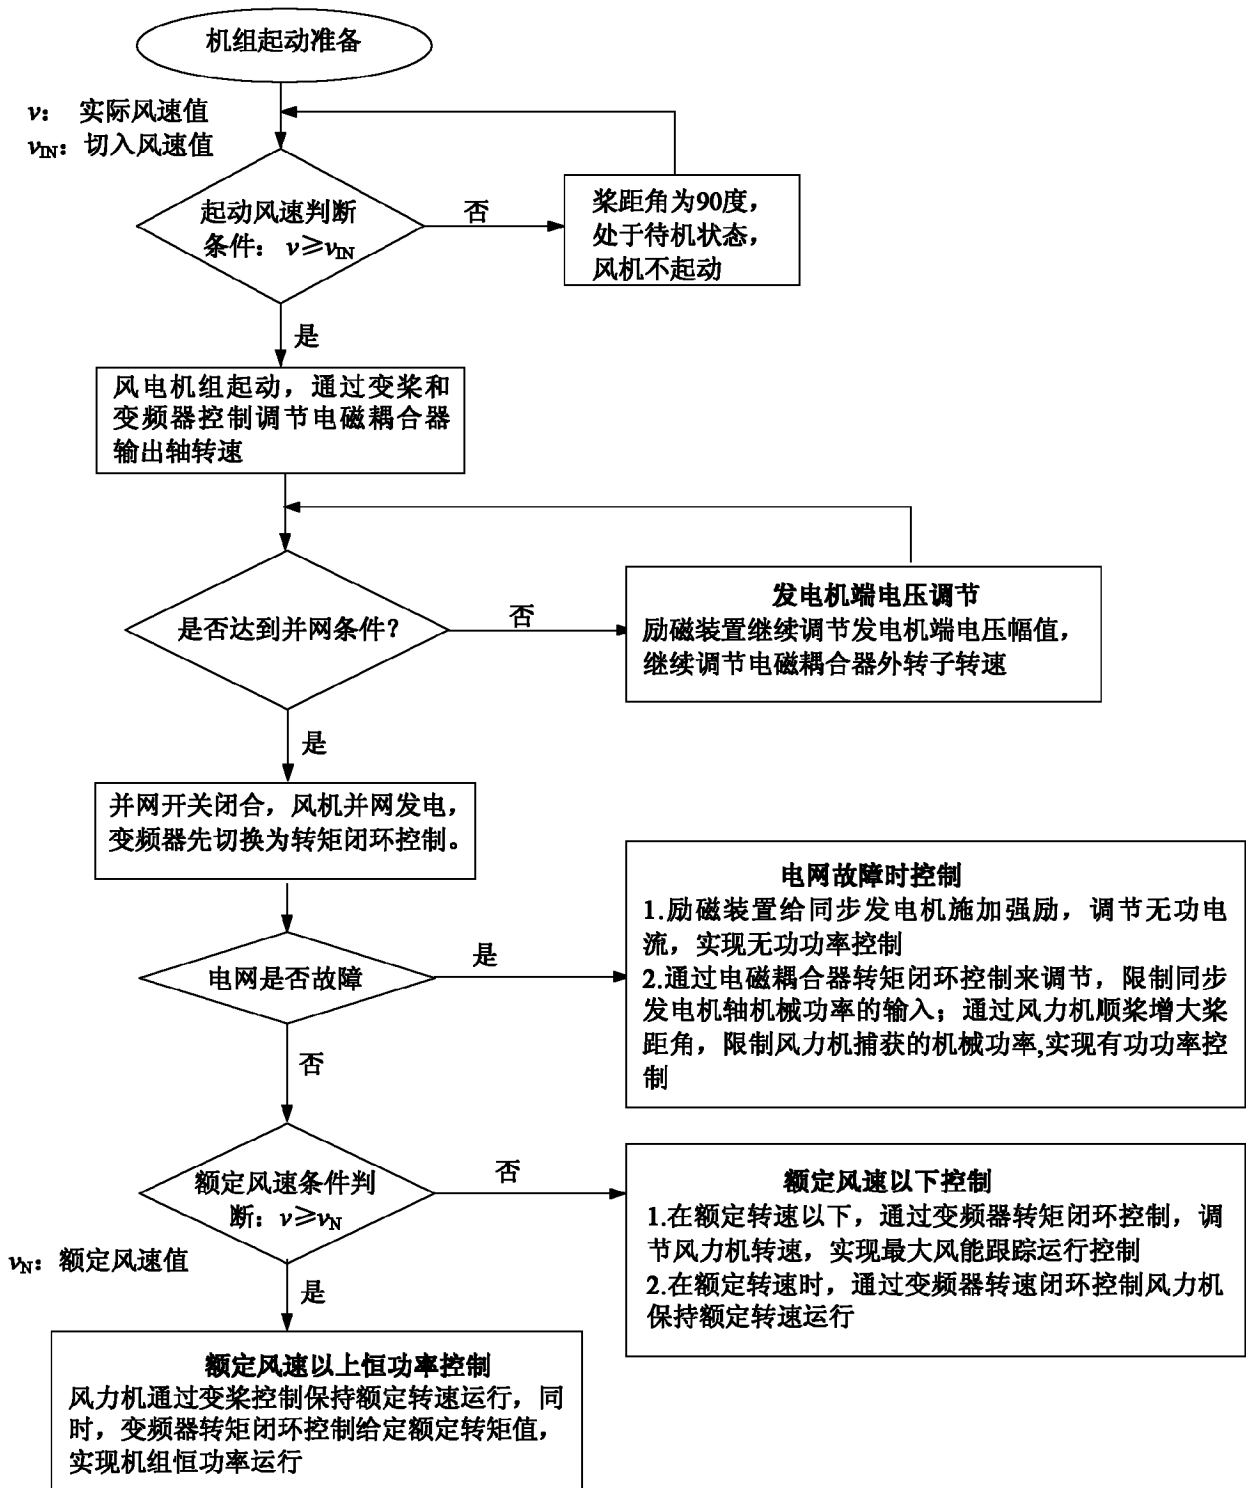 机组起动准备
v： 实际风速值
vIN：切入风速值
起动风速判断
条件： v≥vIN
否
桨距角为90度，
处于待机状态，
风机不起动
是
风电机组起动，通过变桨和
变频器控制调节电磁耦合器
输出轴转速
是否达到并网条件？
否
发电机端电压调节
励磁装置继续调节发电机端电压幅值，
继续调节电磁耦合器外转子转速
是
并网开关闭合，风机并网发电，
变频器先切换为转矩闭环控制。
电网是否故障
是
电网故障时控制
1.励磁装置给同步发电机施加强励，调节无功电
流，实现无功功率控制
2.通过电磁耦合器转矩闭环控制来调节，限制同步
发电机轴机械功率的输入；通过风力机顺桨增大桨
距角，限制风力机捕获的机械功率,实现有功功率控
制
否
额定风速条件判
断：v≥vN
否
额定风速以下控制
1.在额定转速以下，通过变频器转矩闭环控制，调
节风力机转速，实现最大风能跟踪运行控制
2.在额定转速时，通过变频器转速闭环控制风力机
保持额定转速运行
vN：额定风速值
是
额定风速以上恒功率控制
风力机通过变桨控制保持额定转速运行，同
时，变频器转矩闭环控制给定额定转矩值，
实现机组恒功率运行